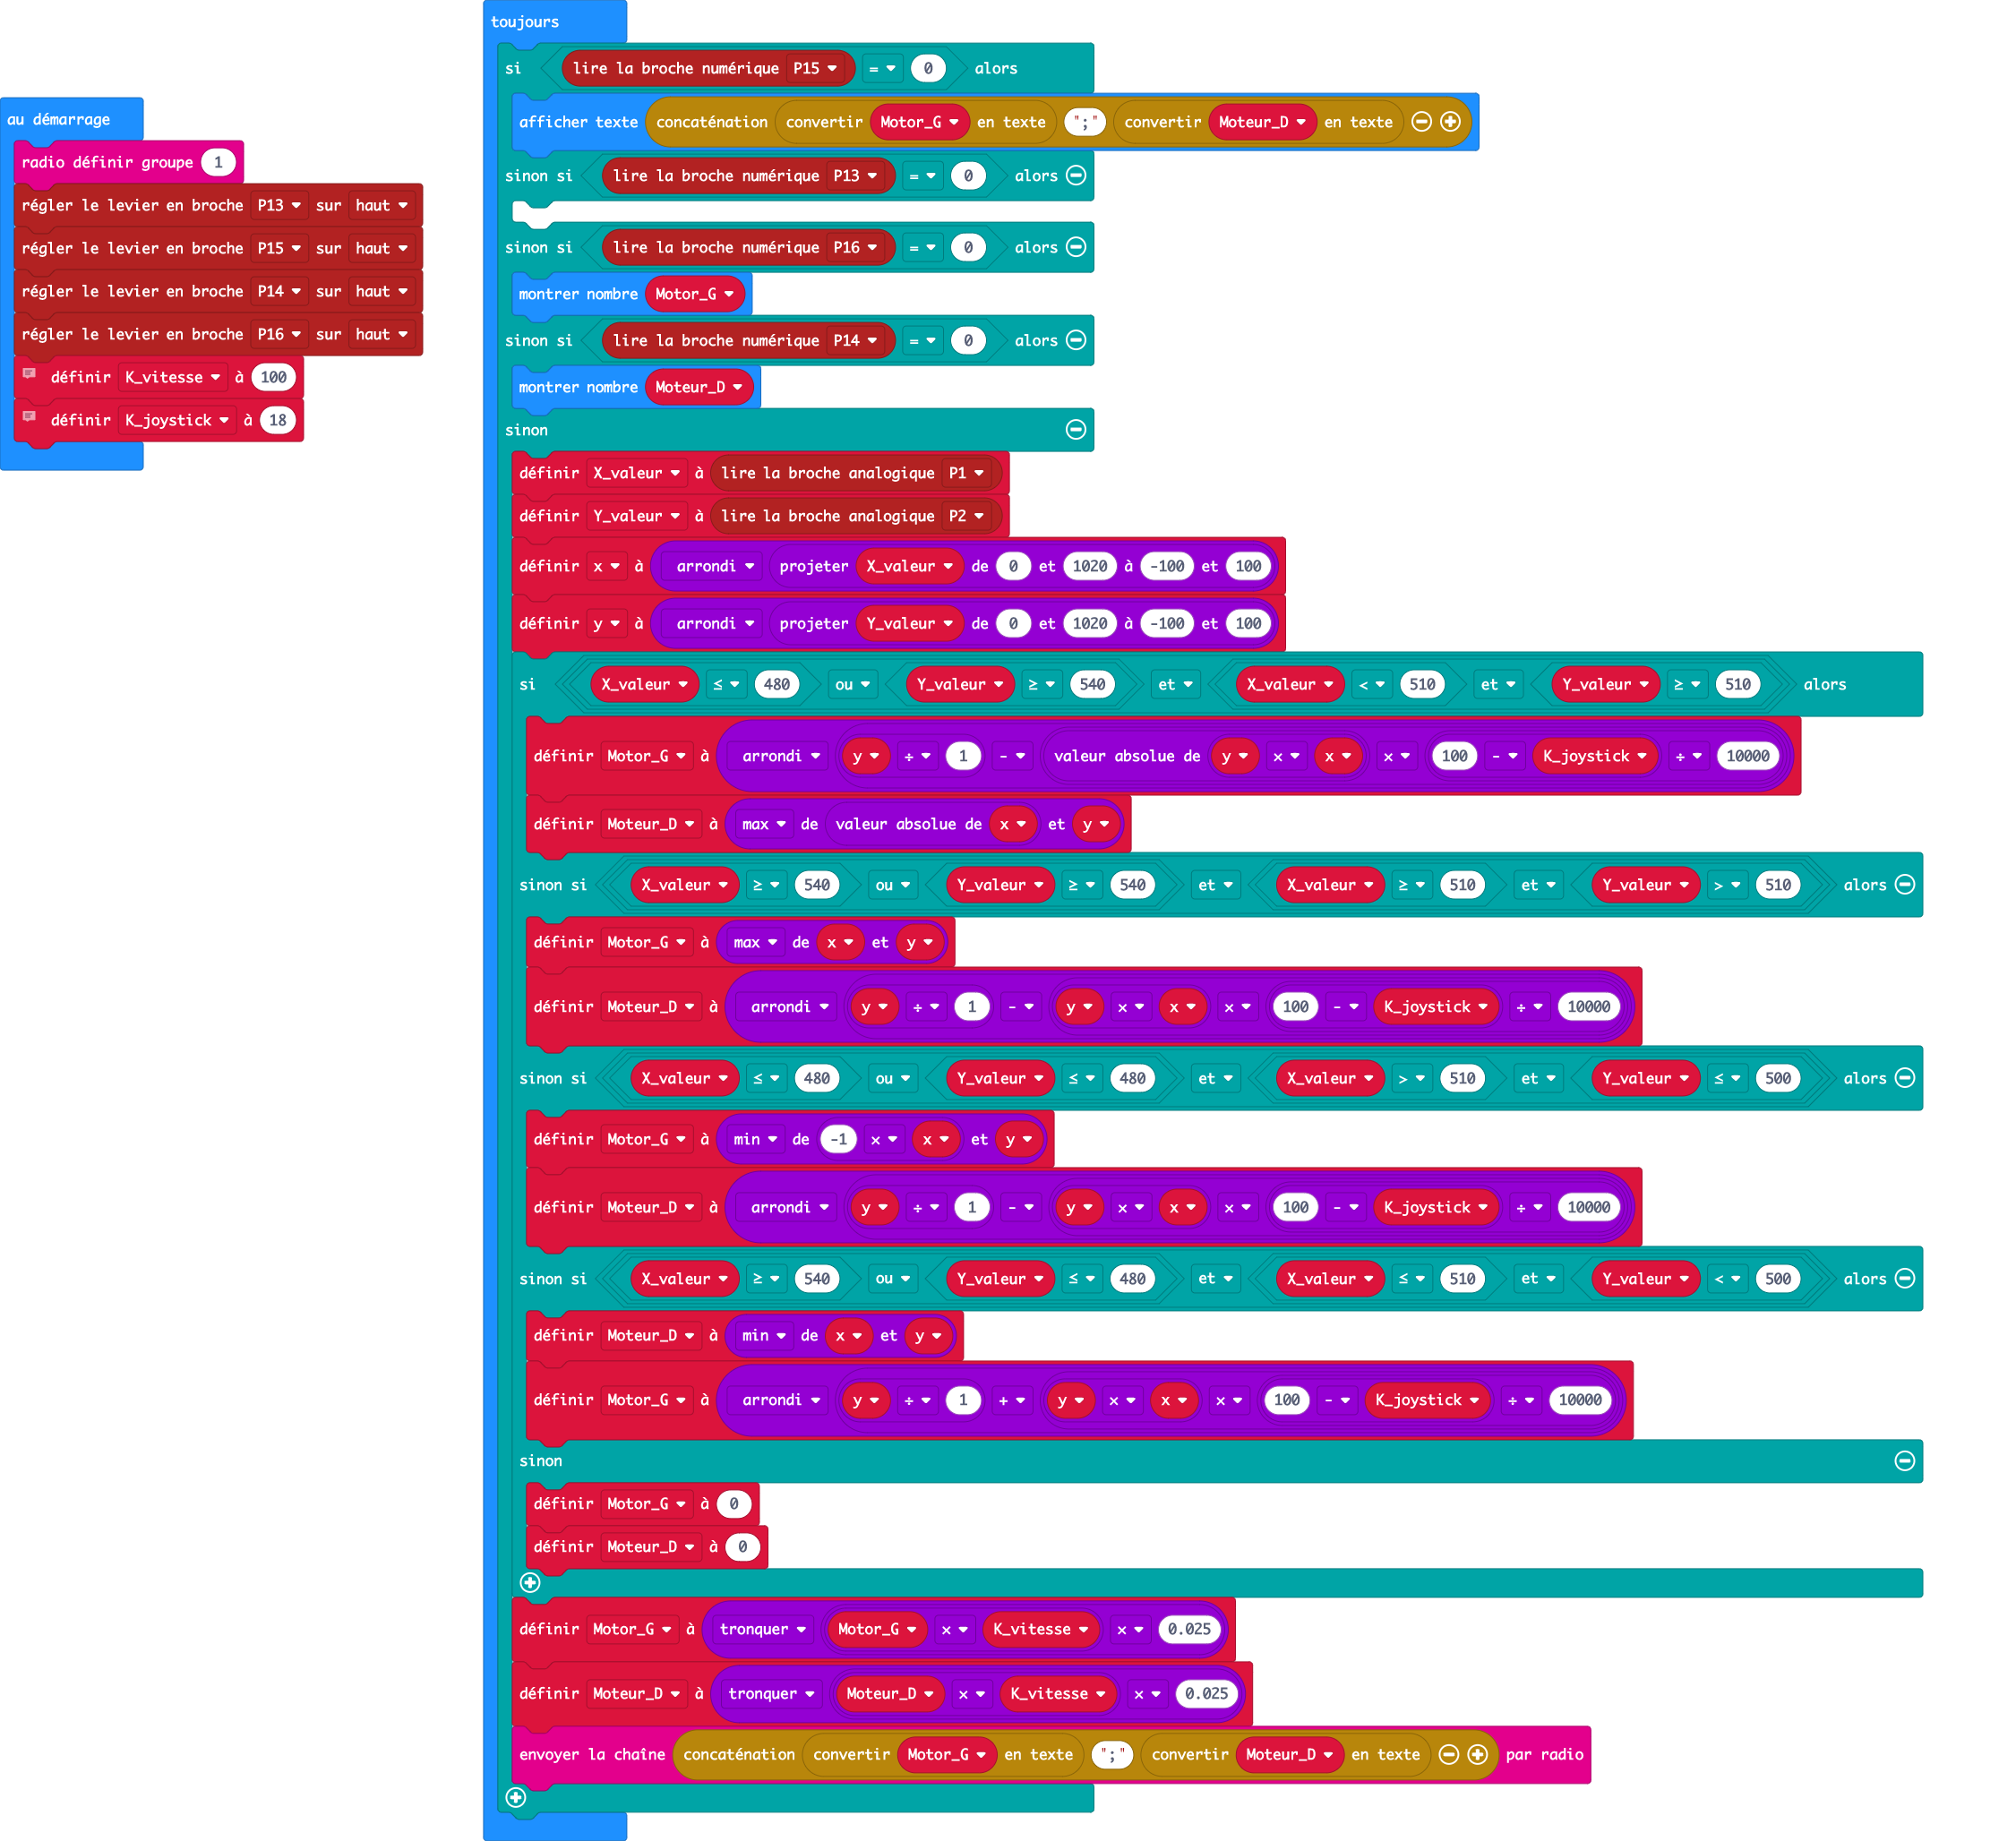 au démarrage
radio définir groupe 1
régler le levier en broche P13 sur haut
régler le levier en broche P15 sur haut
régler le levier en broche P14 sur haut
régler le levier en broche P16 sur haut
définir K_vitesse à 100
définir K_joystick à 18
toujours
si lire la broche numérique P15 = 0 alors
afficher texte concaténation convertir Motor_G en texte ";" convertir Moteur_D en texte
sinon si lire la broche numérique P13 = 0 alors
sinon si lire la broche numérique P16 = 0 alors
montrer nombre Motor_G
sinon si lire la broche numérique P14 = 0 alors
montrer nombre Moteur_D
sinon
définir X_valeur à lire la broche analogique P1
définir Y_valeur à lire la broche analogique P2
définir x à arrondi projeter X_valeur de 0 et 1020 à -100 et 100
définir y à arrondi projeter Y_valeur de 0 et 1020 à -100 et 100
si X_valeur ≤ 480 ou Y_valeur ≥ 540 et X_valeur < 510 et Y_valeur ≥ 510 alors
définir Motor_G à arrondi y ÷ 1 - valeur absolue de y × x × 100 - K_joystick ÷ 10000
définir Moteur_D à max de valeur absolue de x et y
sinon si X_valeur ≥ 540 ou Y_valeur ≥ 540 et X_valeur ≥ 510 et Y_valeur > 510 alors
définir Motor_G à max de x et y
définir Moteur_D à arrondi y ÷ 1 - y × x × 100 - K_joystick ÷ 10000
sinon si X_valeur ≤ 480 ou Y_valeur ≤ 480 et X_valeur > 510 et Y_valeur ≤ 500 alors
définir Motor_G à min de -1 × x et y
définir Moteur_D à arrondi y ÷ 1 - y × x × 100 - K_joystick ÷ 10000
sinon si X_valeur ≥ 540 ou Y_valeur ≤ 480 et X_valeur ≤ 510 et Y_valeur < 500 alors
définir Moteur_D à min de x et y
définir Motor_G à arrondi y ÷ 1 + y × x × 100 - K_joystick ÷ 10000
sinon
définir Motor_G à 0
définir Moteur_D à 0
définir Motor_G à tronquer Motor_G × K_vitesse × 0.025
définir Moteur_D à tronquer Moteur_D × K_vitesse × 0.025
envoyer la chaîne concaténation convertir Motor_G en texte ";" convertir Moteur_D en texte par radio